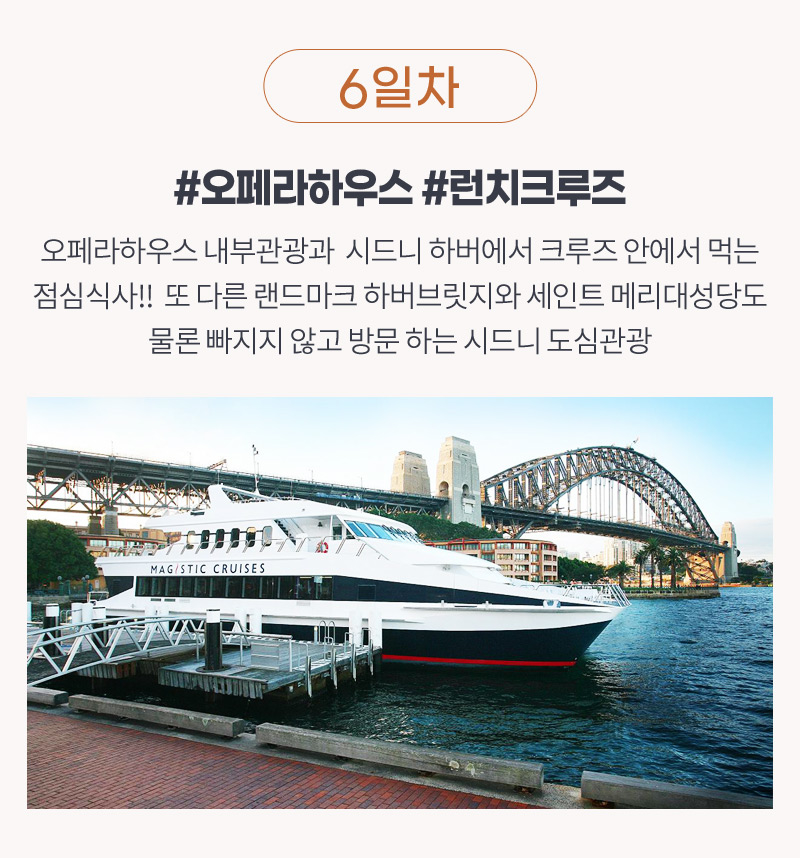 6일차
#오페라하우스 #런치크루즈
오페라하우스 내부관광과 시드니 하버에서 크루즈 안에서 먹는
점심식사!! 또 다른 랜드마크 하버브릿지와 세인트 메리대성당도
물론 빠지지 않고 방문 하는 시드니 도심관광
MAGISTIC CRUISES